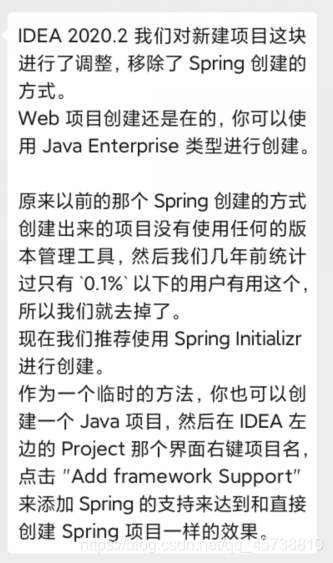 IDEA 2020.2 我们对新建项目这块
进行了调整，移除了 Spring 创建的
方式。
Web 项目创建还是在的，你可以使
用 Java Enterprise 类型进行创建。
原来以前的那个 Spring 创建的方式
创建出来的项目没有使用任何的版
本管理工具，然后我们几年前统计
过只有 `0.1%` 以下的用户有用这个，
所以我们就去掉了。
现在我们推荐使用 Spring Initializr
进行创建。
作为一个临时的方法，你也可以创
建一个 Java 项目，然后在 IDEA 左
边的 Project 那个界面右键项目名，
点击 "Add framework Support"
来添加 Spring 的支持来达到和直接
创建 Spring 项目一样的效果。
https://blog.csdn.net/qq_45738810